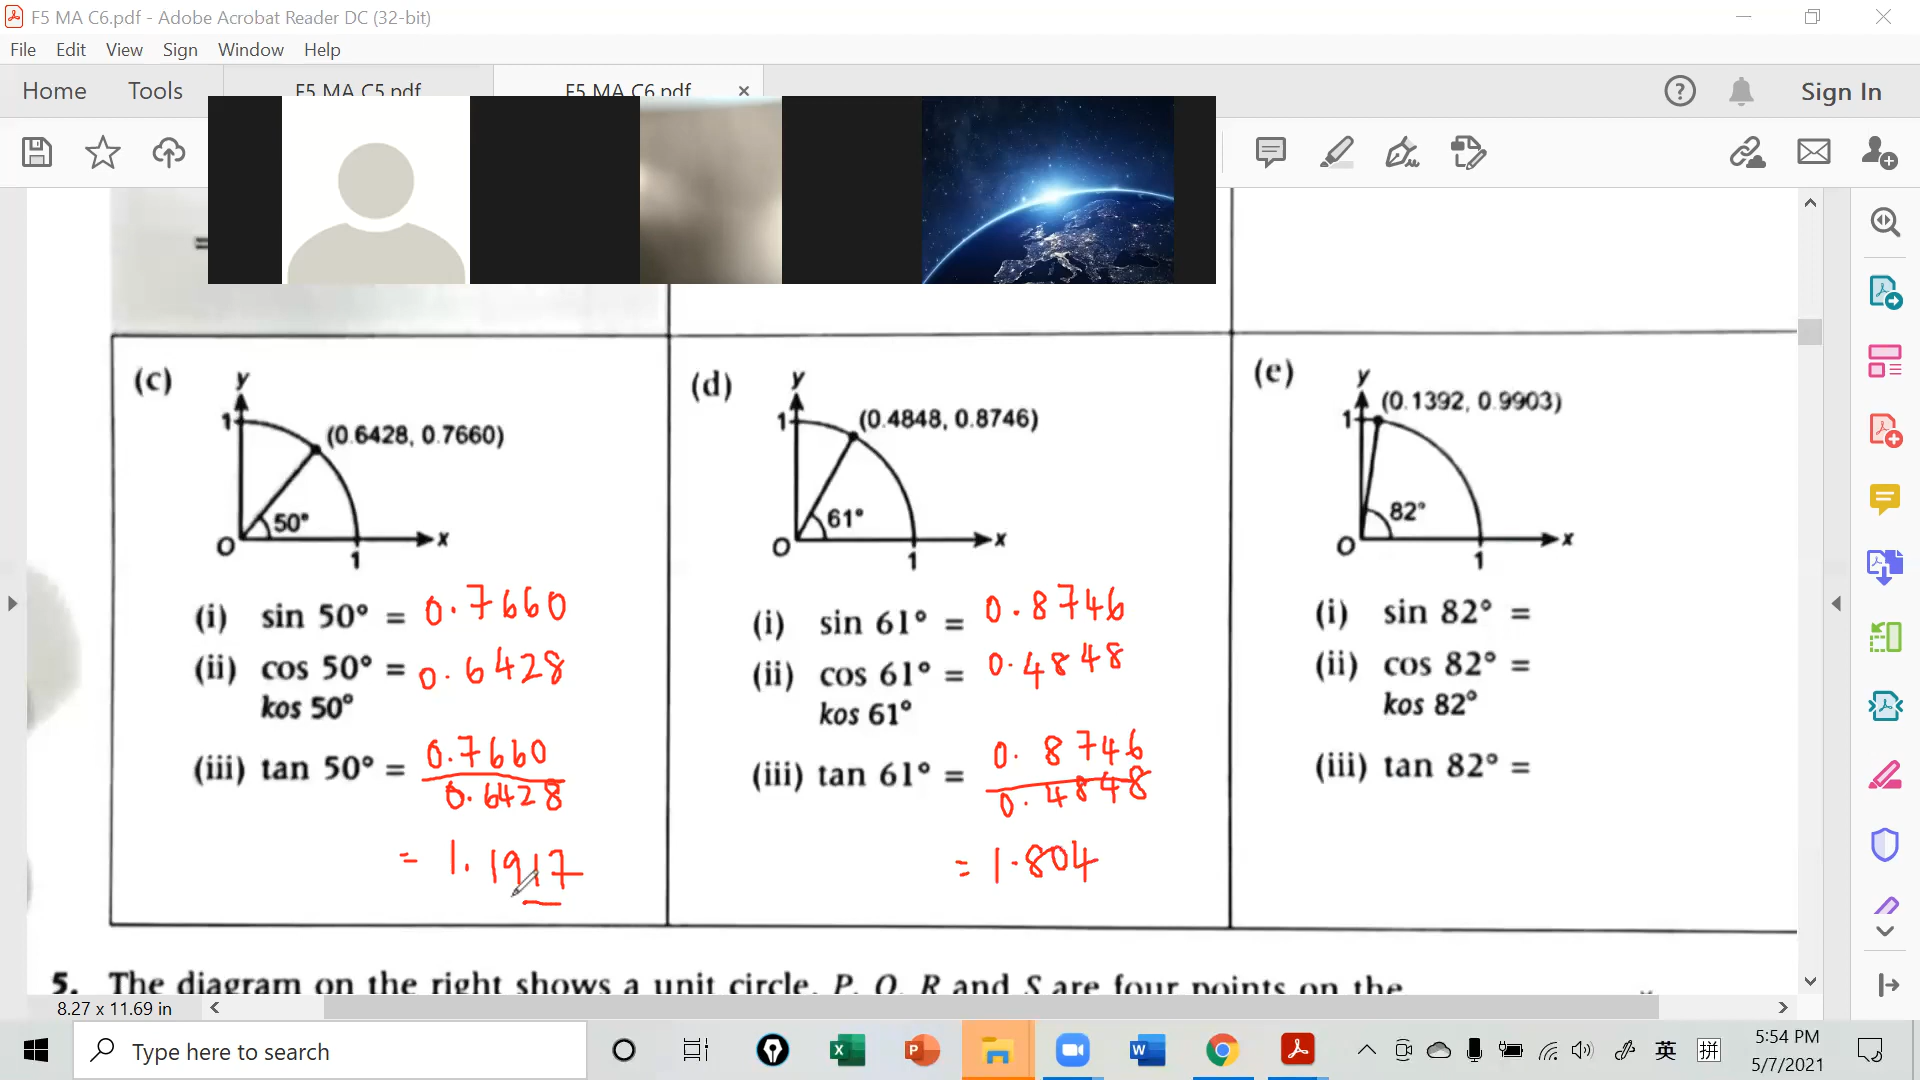 F5 MA C6.pdf - Adobe Acrobat Reader DC (32-bit)
File Edit View Sign Window Help
Home Tools F5 MA C5.pdf F5 MA C6.pdf × Sign In
=
(c)
y
1
(0.6428, 0.7660)
50°
O
1
x
(i) sin 50° = 0.7660
(ii) cos 50° = 0.6428
kos 50°
(iii) tan 50° = 0.7660
0.6428
= 1.1917
(d)
y
1
(0.4848, 0.8746)
61°
O
1
x
(i) sin 61° = 0.8746
(ii) cos 61° = 0.4848
kos 61°
(iii) tan 61° = 0.8746
0.4848
= 1.804
(e)
y
1
(0.1392, 0.9903)
82°
O
1
x
(i) sin 82° =
(ii) cos 82° =
kos 82°
(iii) tan 82° =
5. The diagram on the right shows a unit circle. P, Q, R and S are four points on the
8.27 x 11.69 in
Type here to search
英 拼
5:54 PM
5/7/2021